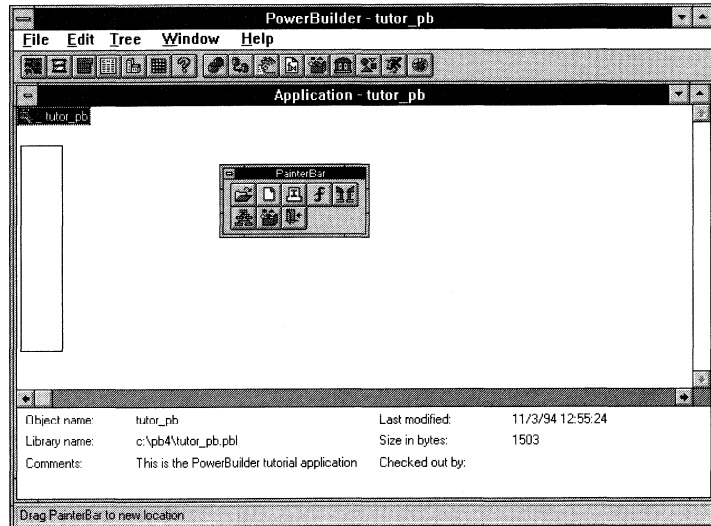 PowerBuilder - tutor_pb
File Edit Tree Window Help
Application - tutor_pb
tutor_pb
PainterBar
Object name: tutor_pb Last modified: 11/3/94 12:55:24
Library name: c:\pb4\tutor_pb.pbl Size in bytes: 1503
Comments: This is the PowerBuilder tutorial application Checked out by:
Drag PainterBar to new location